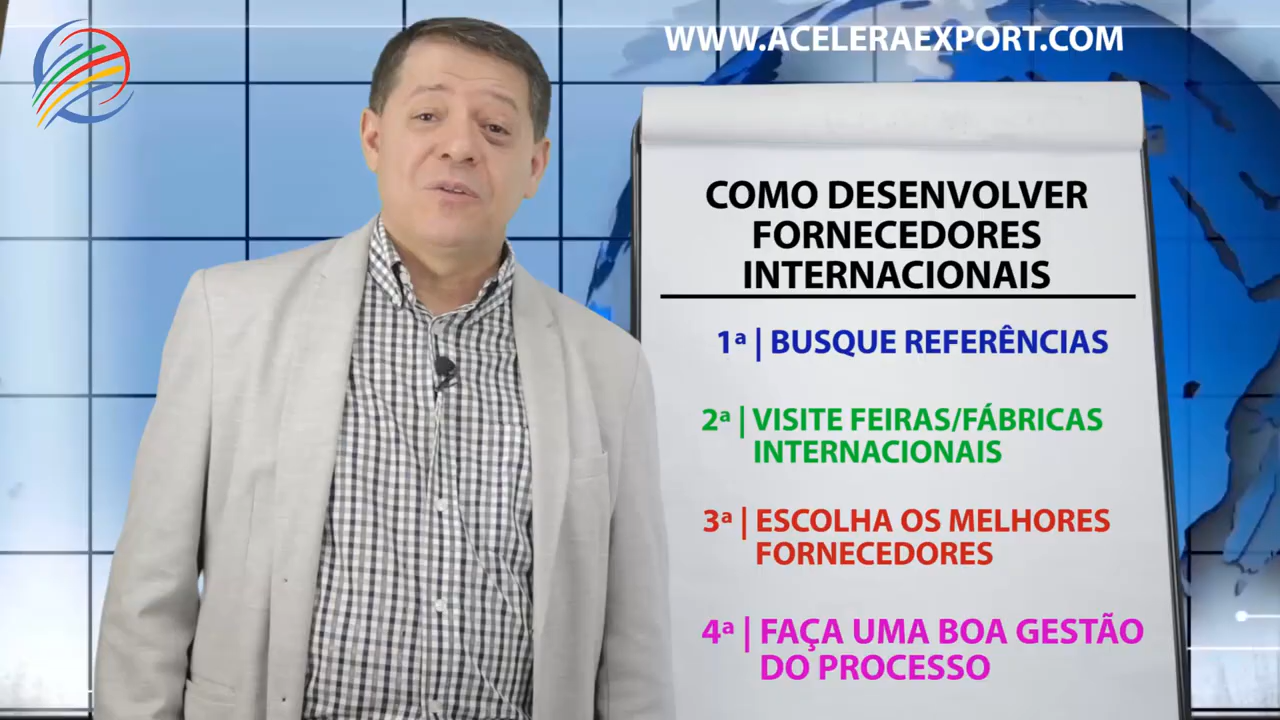 WWW.ACELERAEXPORT.COM
COMO DESENVOLVER
FORNECEDORES
INTERNACIONAIS
1ª | BUSQUE REFERÊNCIAS
2ª | VISITE FEIRAS/FÁBRICAS
INTERNACIONAIS
3ª | ESCOLHA OS MELHORES
FORNECEDORES
4ª | FAÇA UMA BOA GESTÃO
DO PROCESSO